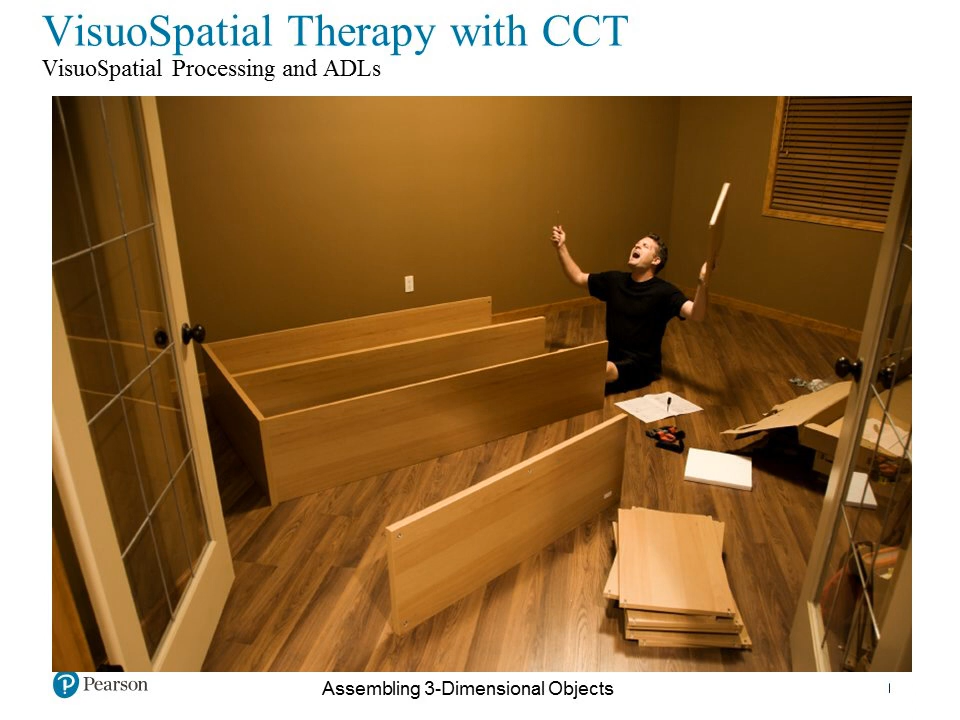 VisuoSpatial Therapy with CCT
VisuoSpatial Processing and ADLs
Pearson
Assembling 3-Dimensional Objects